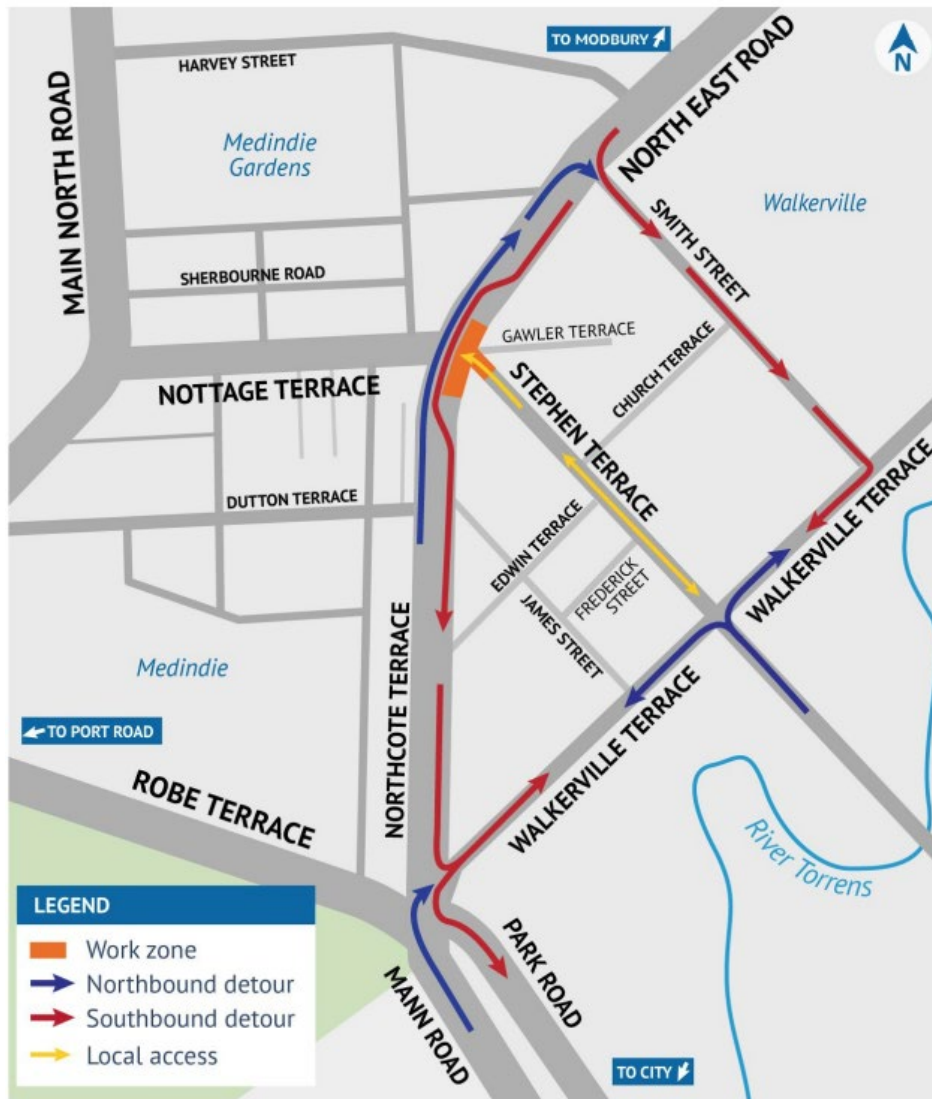 TO MODBURY
N
HARVEY STREET
MAIN NORTH ROAD
NORTH EAST ROAD
Medindie
Gardens
Walkerville
SMITH STREET
SHERBOURNE ROAD
GAWLER TERRACE
CHURCH TERRACE
NOTTAGE TERRACE
STEPHEN TERRACE
DUTTON TERRACE
EDWIN TERRACE
FREDERICK
STREET
JAMES STREET
WALKERVILLE TERRACE
Medindie
NORTHCOTE TERRACE
TO PORT ROAD
WALKERVILLE TERRACE
ROBE TERRACE
River Torrens
PARK ROAD
MANN ROAD
TO CITY
LEGEND
Work zone
Northbound detour
Southbound detour
Local access